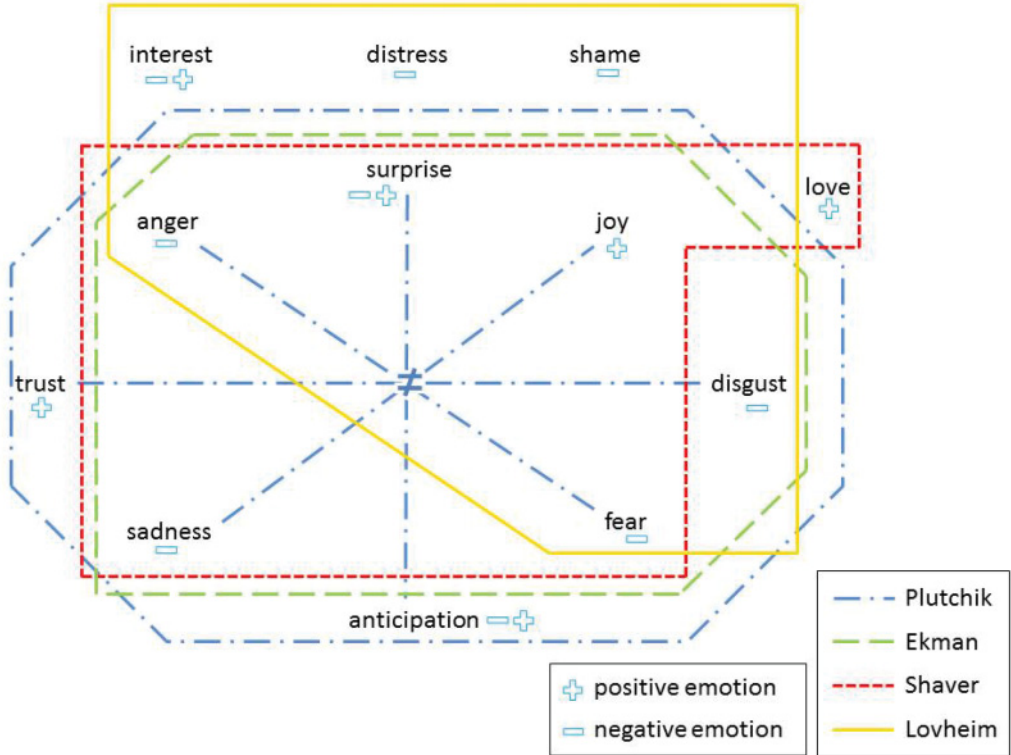 interest
distress
shame
surprise
love
anger
joy
≠
trust
disgust
sadness
fear
anticipation
Plutchik
Ekman
Shaver
Lovheim
positive emotion
negative emotion